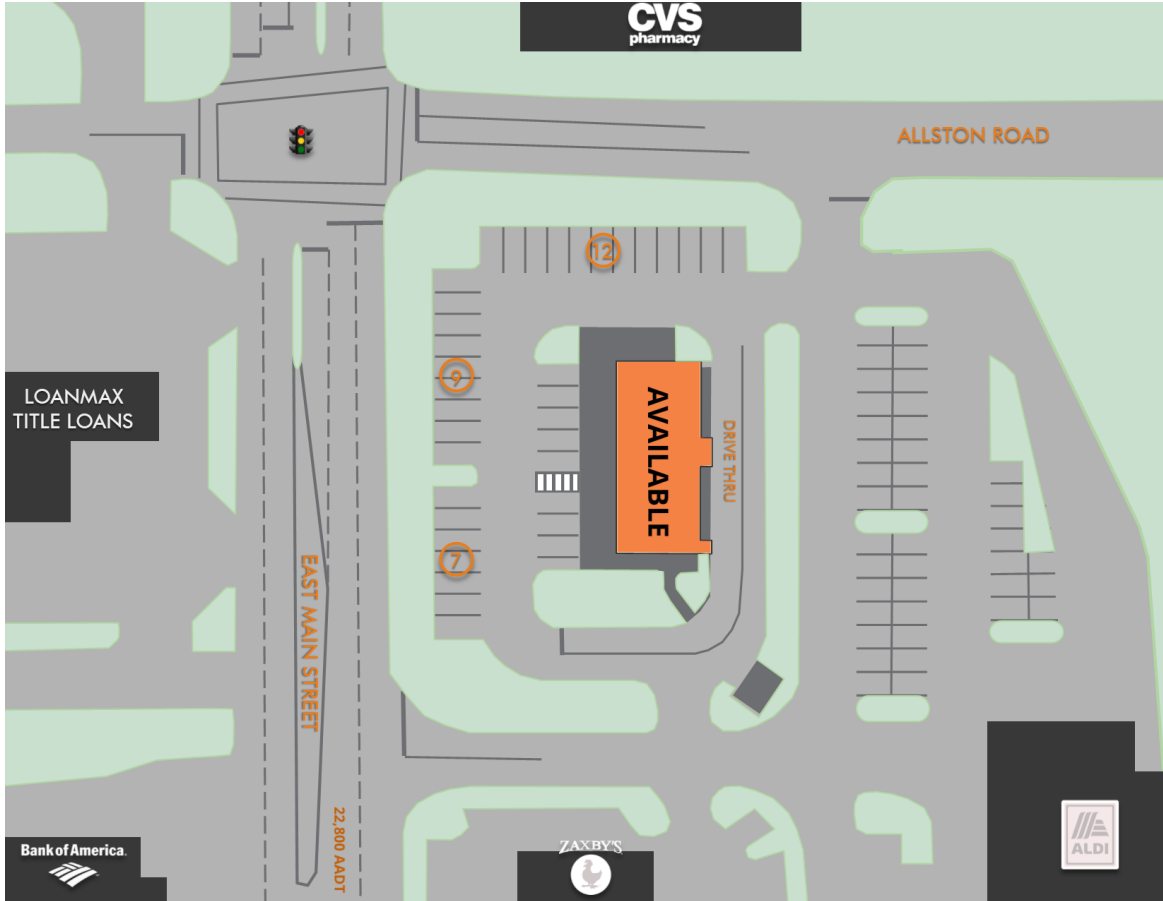 CVS
pharmacy
ALLSTON ROAD
12
9
LOANMAX
TITLE LOANS
AVAILABLE
DRIVE THRU
7
EAST MAIN STREET
22,800 AADT
Bank of America.
ZAXBY'S
ALDI